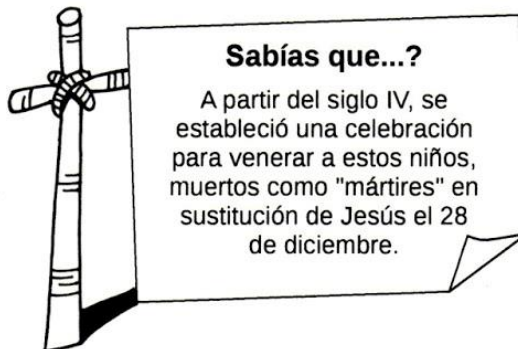 Sabías que...?
A partir del siglo IV, se
estableció una celebración
para venerar a estos niños,
muertos como "mártires" en
sustitución de Jesús el 28
de diciembre.